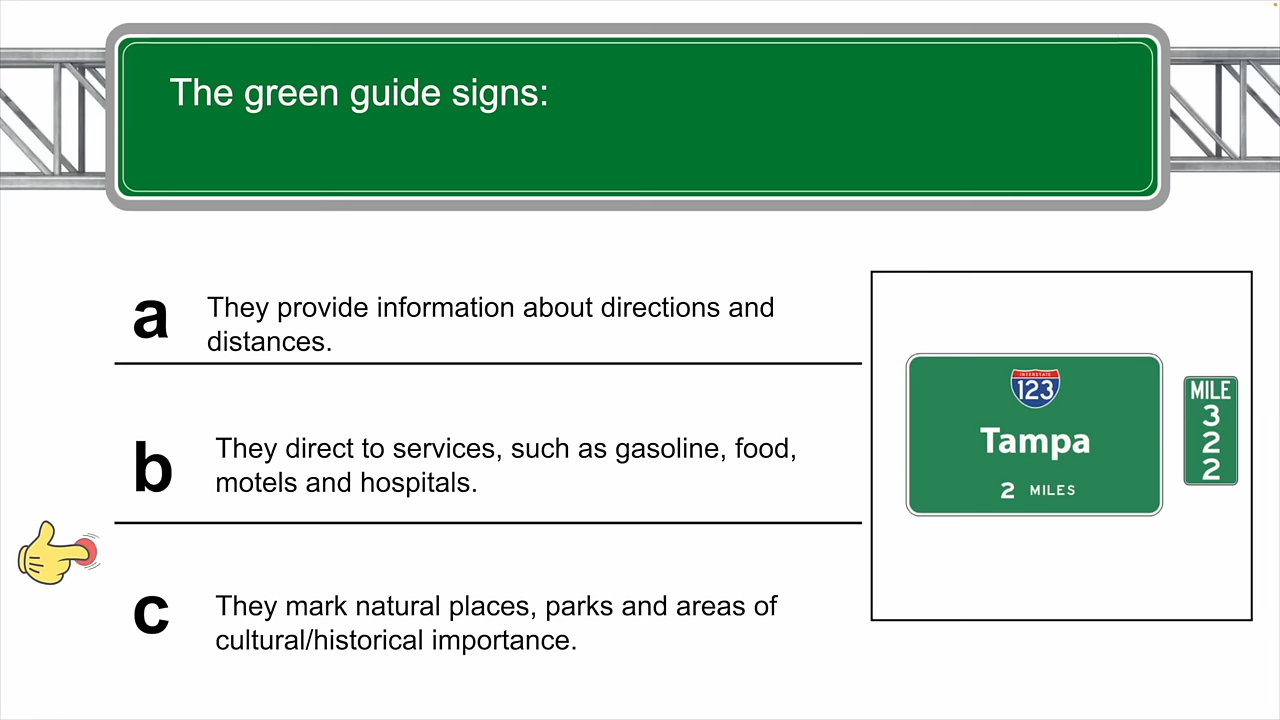 The green guide signs:
a
They provide information about directions and
distances.
b
They direct to services, such as gasoline, food,
motels and hospitals.
c
They mark natural places, parks and areas of
cultural/historical importance.
INTERSTATE
123
Tampa
2 MILES
MILE
3
2
2